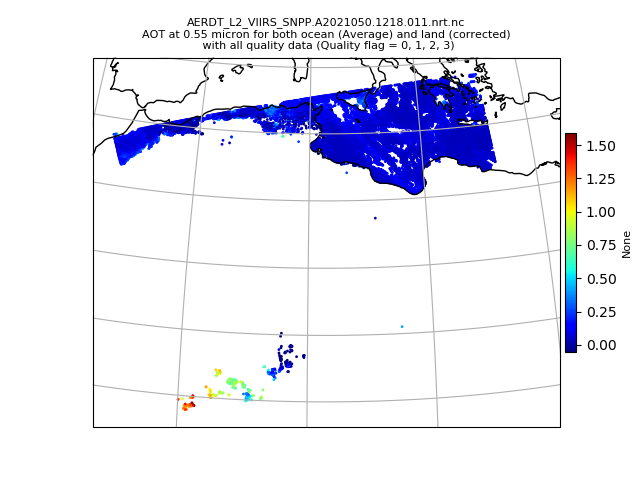 AERDT_L2_VIIRS_SNPP.A2021050.1218.011.nrt.nc
AOT at 0.55 micron for both ocean (Average) and land (corrected)
with all quality data (Quality flag = 0, 1, 2, 3)
1.50
1.25
1.00
0.75
0.50
0.25
0.00
None